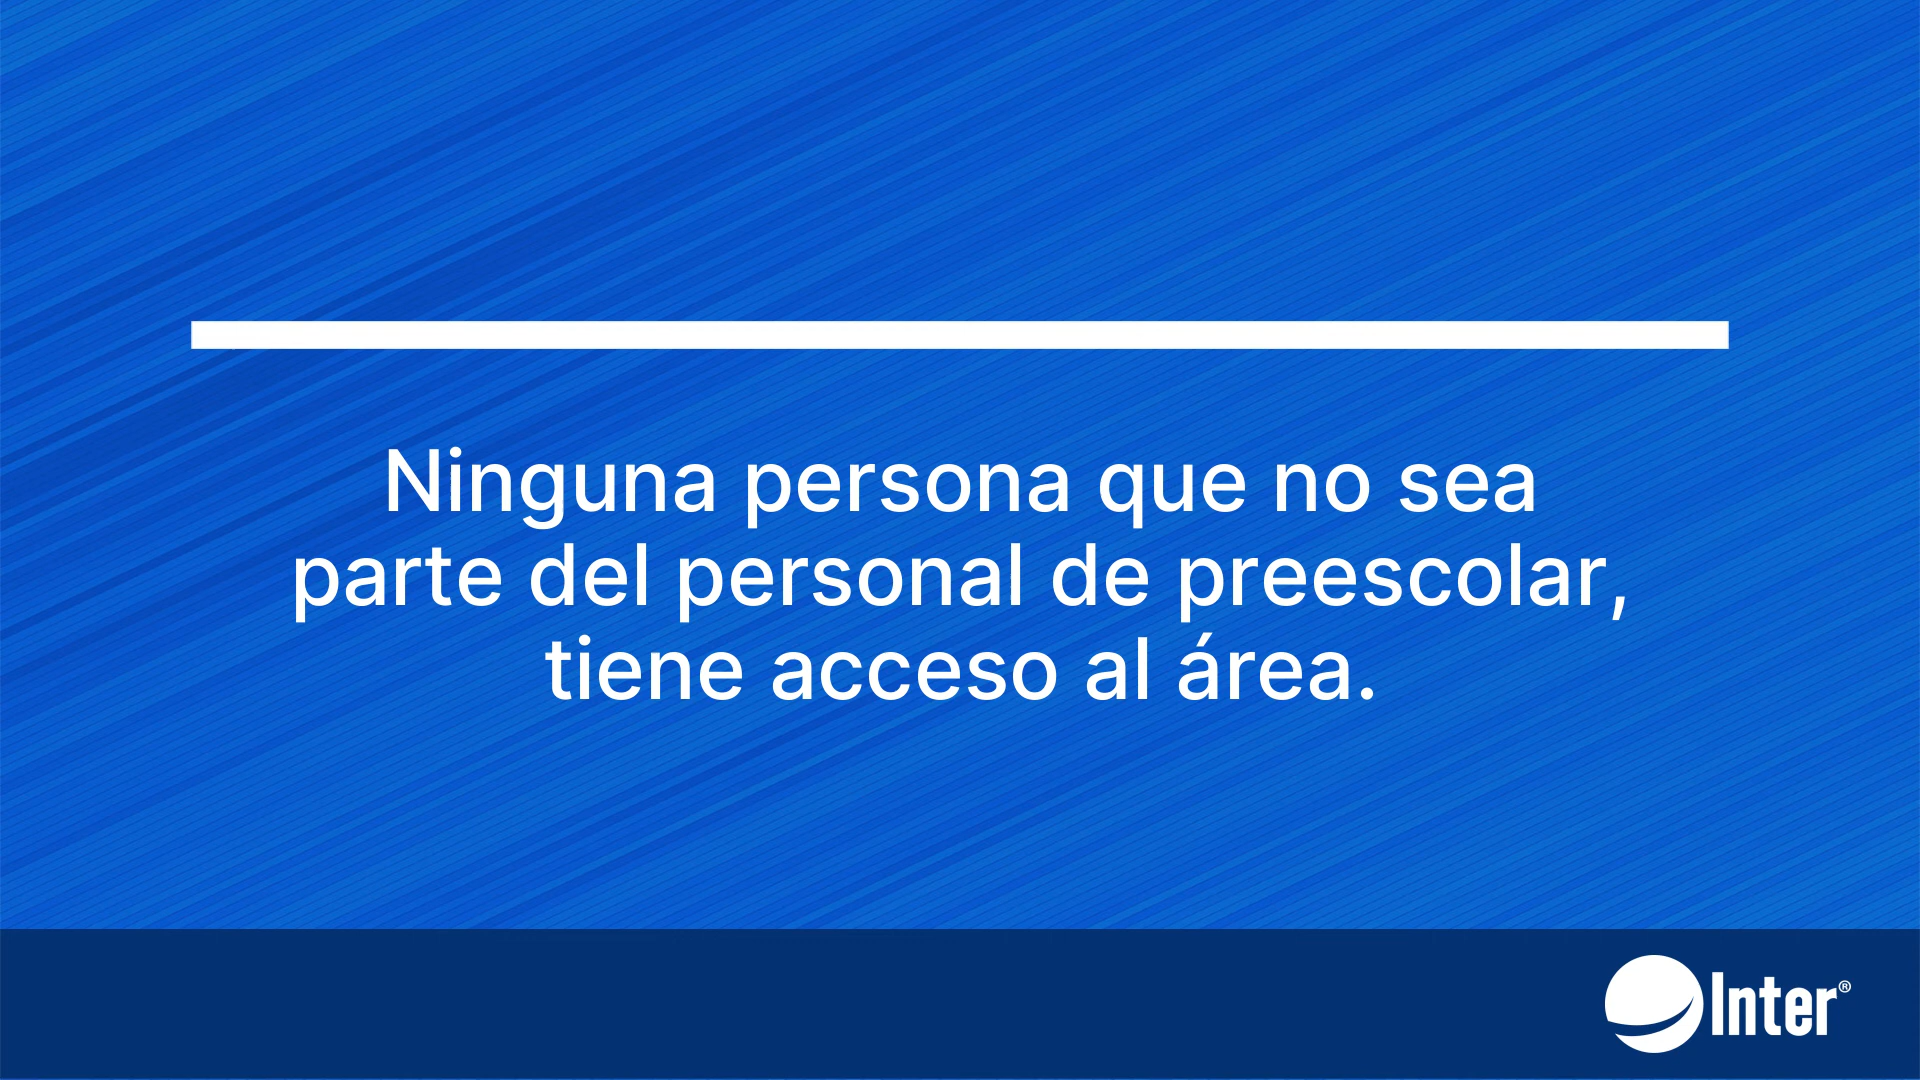 Ninguna persona que no sea
parte del personal de preescolar,
tiene acceso al área.
Inter®